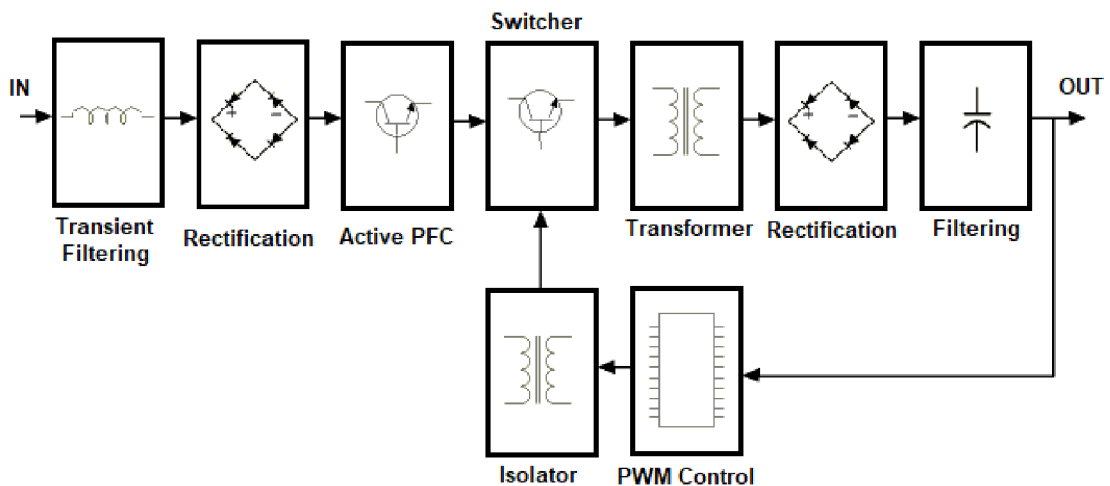 Switcher
IN
OUT
Transient
Filtering
Rectification
Active PFC
Transformer
Rectification
Filtering
Isolator
PWM Control